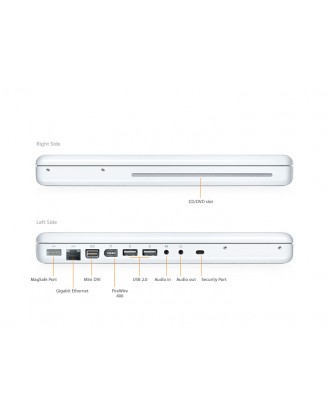 Right Side
CD/DVD slot
Left Side
MagSafe Port
Gigabit Ethernet
Mini DVI
FireWire
400
USB 2.0
Audio in
Audio out
Security Port